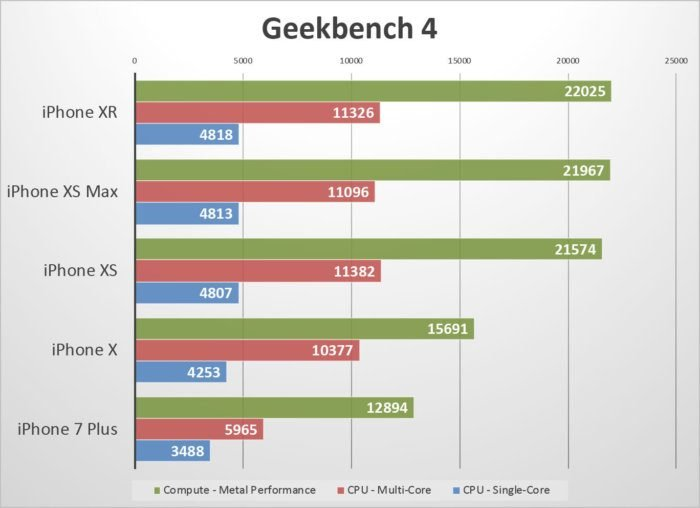 Geekbench 4
0 5000 10000 15000 20000 25000
iPhone XR
22025
11326
4818
iPhone XS Max
21967
11096
4813
iPhone XS
21574
11382
4807
iPhone X
15691
10377
4253
iPhone 7 Plus
12894
5965
3488
Compute - Metal Performance CPU - Multi-Core CPU - Single-Core